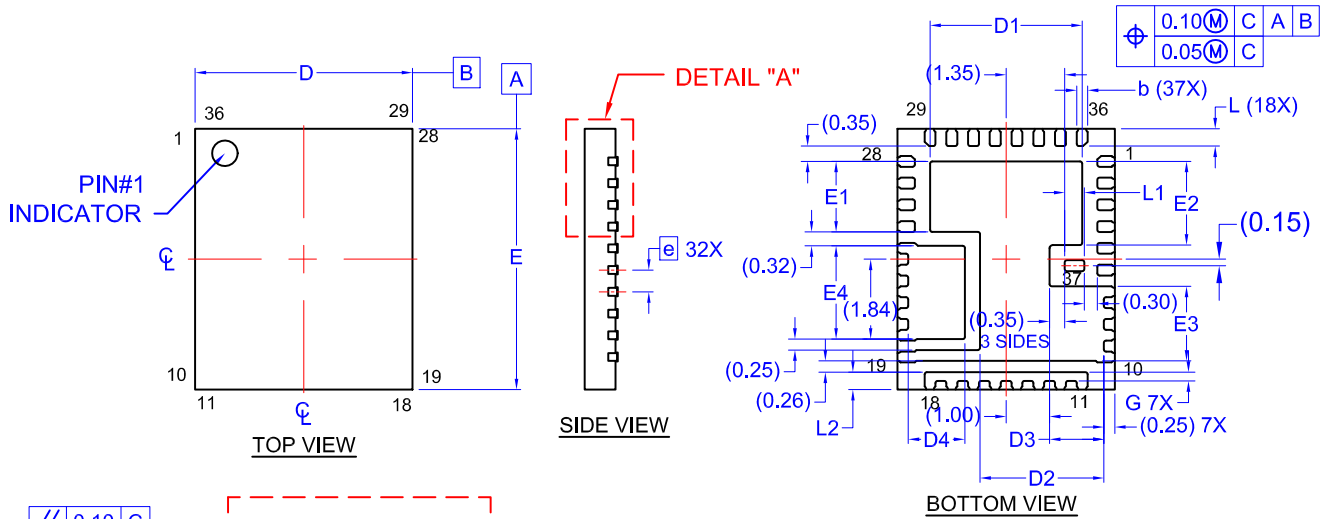 D
B
A
1
36
29
28
PIN#1
INDICATOR
℄
E
10
11
℄
18
19
TOP VIEW
DETAIL "A"
e 32X
SIDE VIEW
D1
0.10Ⓜ C A B
0.05Ⓜ C
(1.35)
b (37X)
29
36
L (18X)
(0.35)
28
1
E1
L1
E2
(0.15)
(0.32)
37
E4
(1.84)
(0.30)
(0.35)
3 SIDES
E3
(0.25)
19
10
(0.26)
18
11
G 7X
L2
(1.00)
(0.25) 7X
D4
D3
D2
BOTTOM VIEW